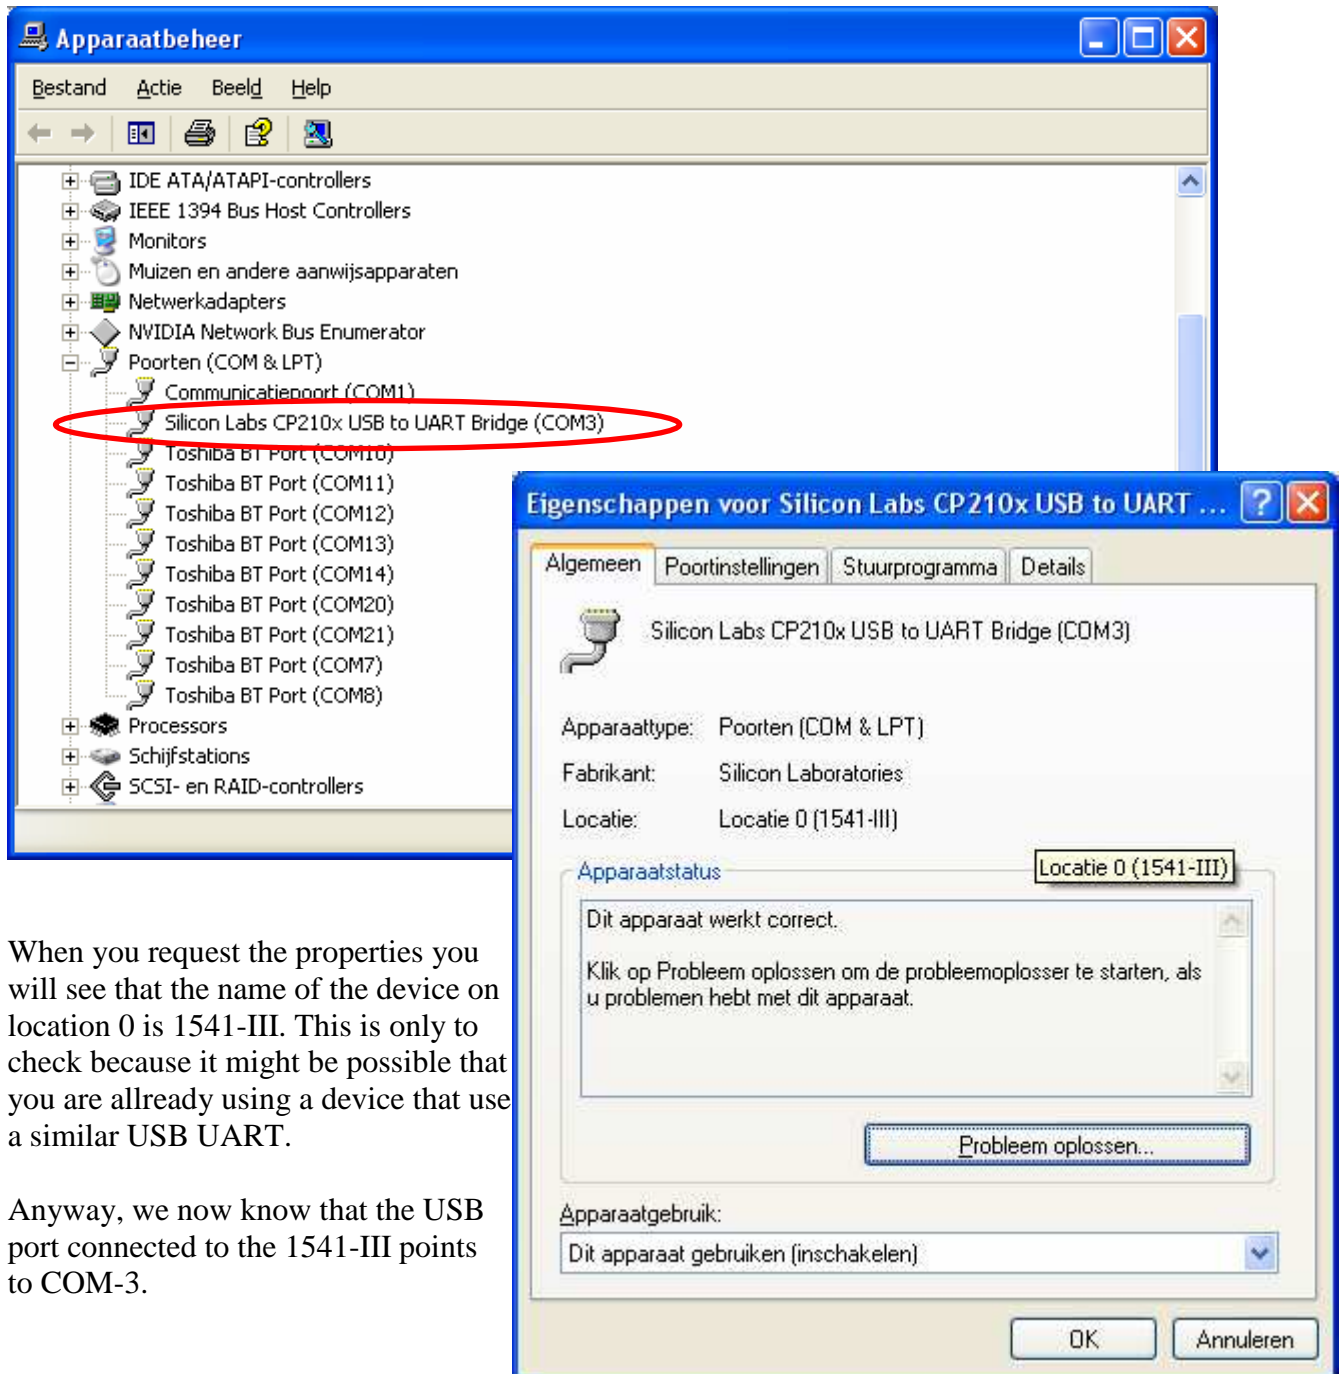 Apparaatbeheer
Bestand Actie Beeld Help
IDE ATA/ATAPI-controllers
IEEE 1394 Bus Host Controllers
Monitors
Muizen en andere aanwijsapparaten
Netwerkadapters
NVIDIA Network Bus Enumerator
Poorten (COM & LPT)
Communicatiepoort (COM1)
Silicon Labs CP210x USB to UART Bridge (COM3)
Toshiba BT Port (COM10)
Toshiba BT Port (COM11)
Toshiba BT Port (COM12)
Toshiba BT Port (COM13)
Toshiba BT Port (COM14)
Toshiba BT Port (COM20)
Toshiba BT Port (COM21)
Toshiba BT Port (COM7)
Toshiba BT Port (COM8)
Processors
Schijfstations
SCSI- en RAID-controllers
Eigenschappen voor Silicon Labs CP210x USB to UART ...
Algemeen Poortinstellingen Stuurprogramma Details
Silicon Labs CP210x USB to UART Bridge (COM3)
Apparaattype: Poorten (COM & LPT)
Fabrikant: Silicon Laboratories
Locatie: Locatie 0 (1541-III)
Locatie 0 (1541-III)
Apparaatstatus
Dit apparaat werkt correct.
Klik op Probleem oplossen om de probleemoplosser te starten, als
u problemen hebt met dit apparaat.
Probleem oplossen...
Apparaatgebruik:
Dit apparaat gebruiken (inschakelen)
OK Annuleren
When you request the properties you
will see that the name of the device on
location 0 is 1541-III. This is only to
check because it might be possible that
you are allready using a device that use
a similar USB UART.
Anyway, we now know that the USB
port connected to the 1541-III points
to COM-3.